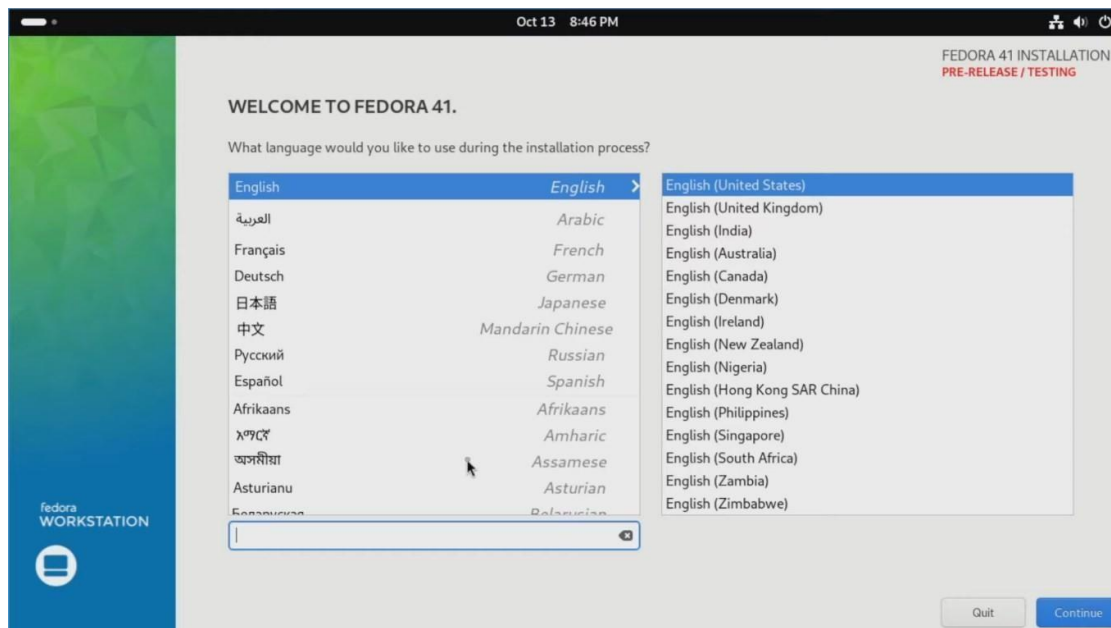 Oct 13 8:46 PM
FEDORA 41 INSTALLATION
PRE-RELEASE / TESTING
WELCOME TO FEDORA 41.
What language would you like to use during the installation process?
English English
العربية Arabic
Français French
Deutsch German
日本語 Japanese
中文 Mandarin Chinese
Русский Russian
Español Spanish
Afrikaans Afrikaans
አማርኛ Amharic
অসমীয়া Assamese
Asturianu Asturian
Беларуская Belarusian
English (United States)
English (United Kingdom)
English (India)
English (Australia)
English (Canada)
English (Denmark)
English (Ireland)
English (New Zealand)
English (Nigeria)
English (Hong Kong SAR China)
English (Philippines)
English (Singapore)
English (South Africa)
English (Zambia)
English (Zimbabwe)
fedora
WORKSTATION
Quit
Continue